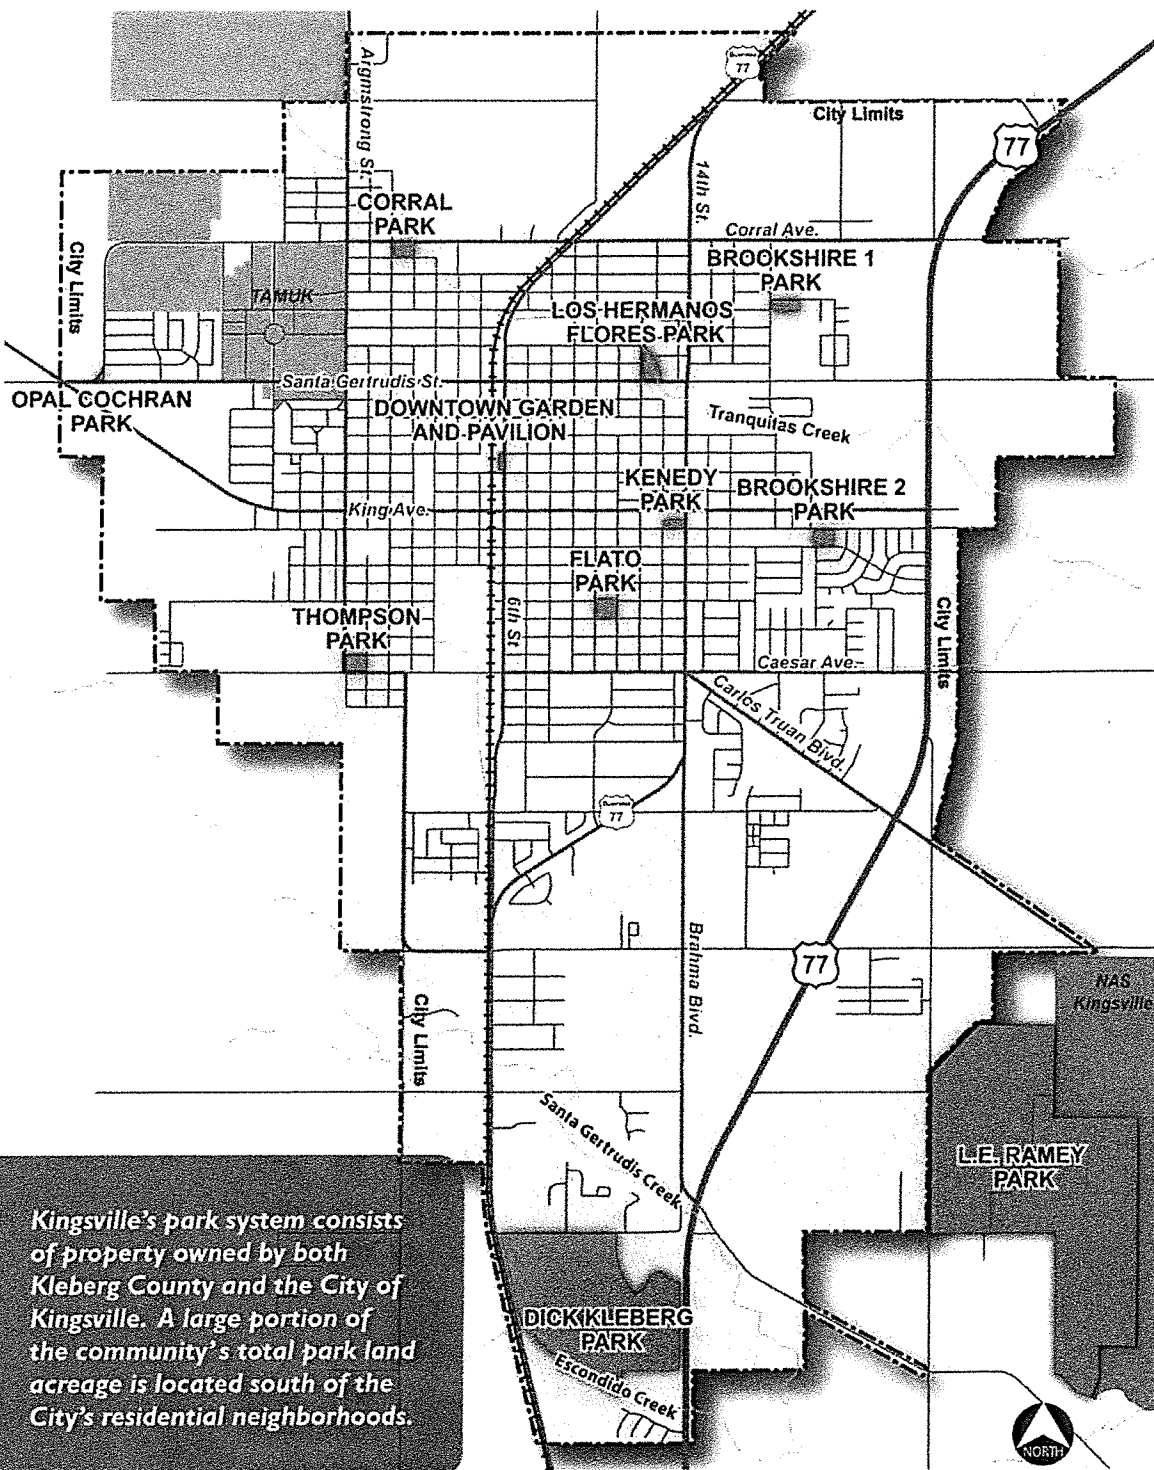 Business
77
City Limits
77
Argmstrong St.
14th St.
CORRAL
PARK
Corral Ave.
City Limits
BROOKSHIRE 1
PARK
TAMUK
LOS HERMANOS
FLORES PARK
Santa Gertrudis St.
OPAL COCHRAN
PARK
DOWNTOWN GARDEN
AND PAVILION
Tranquitas Creek
KENEDY
PARK
BROOKSHIRE 2
PARK
King Ave.
FLATO
PARK
6th St
City Limits
THOMPSON
PARK
Caesar Ave.
Carlos Truan Blvd.
Business
77
Brahma Blvd.
77
NAS
Kingsville
City Limits
Santa Gertrudis Creek
L.E. RAMEY
PARK
Kingsville's park system consists
of property owned by both
Kleberg County and the City of
Kingsville. A large portion of
the community's total park land
acreage is located south of the
City's residential neighborhoods.
DICK KLEBERG
PARK
Escondido Creek
NORTH